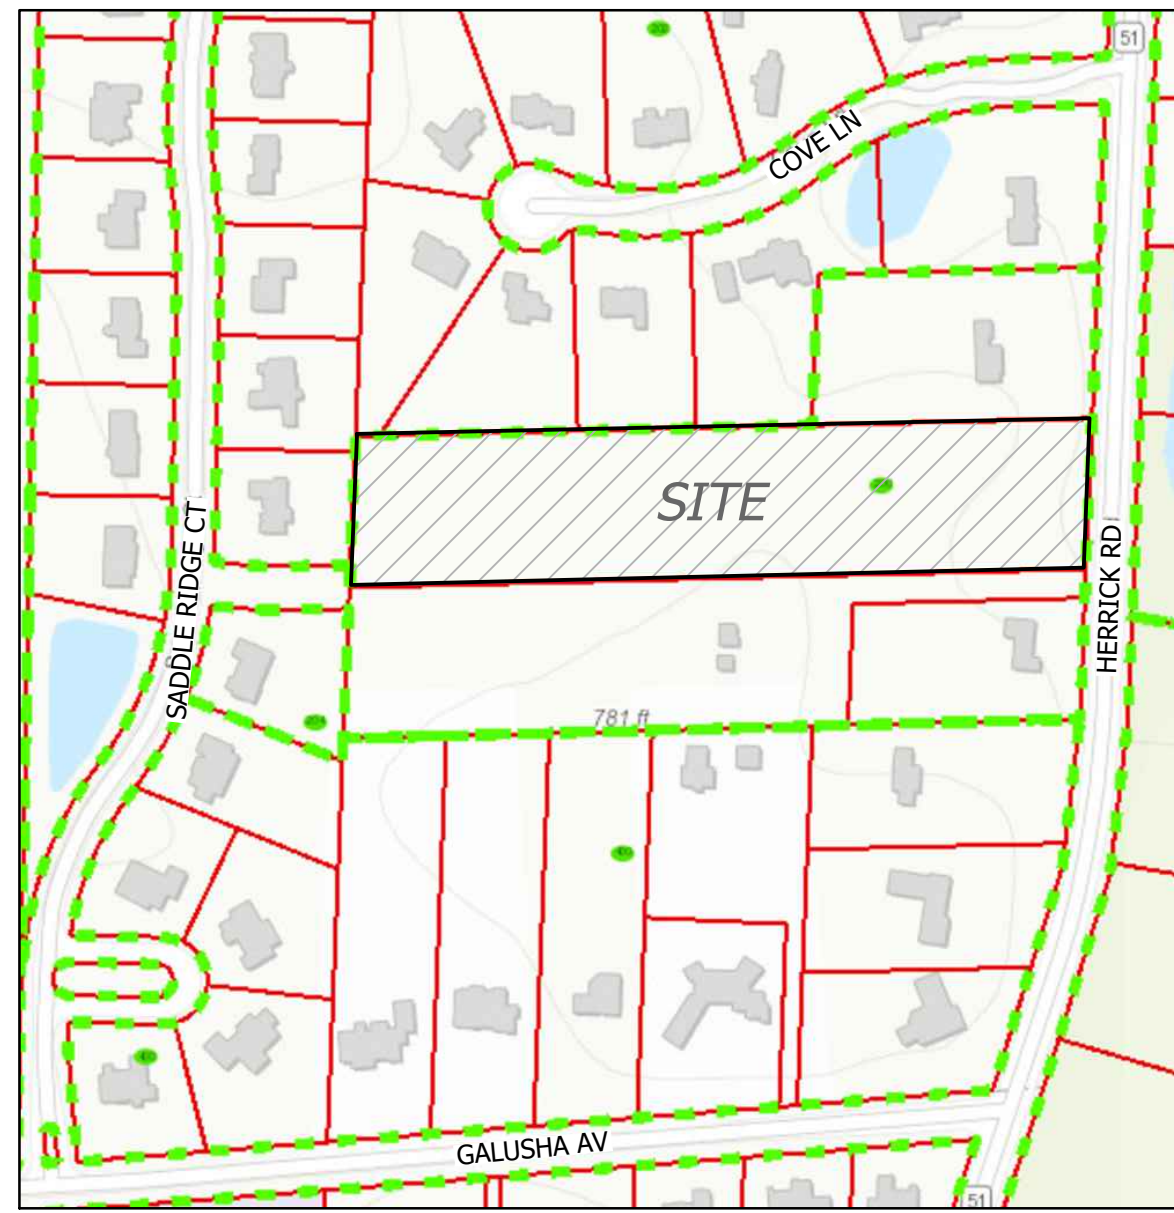 51
COVE LN
SITE
SADDLE RIDGE CT
HERRICK RD
781 ft
GALUSHA AV
51